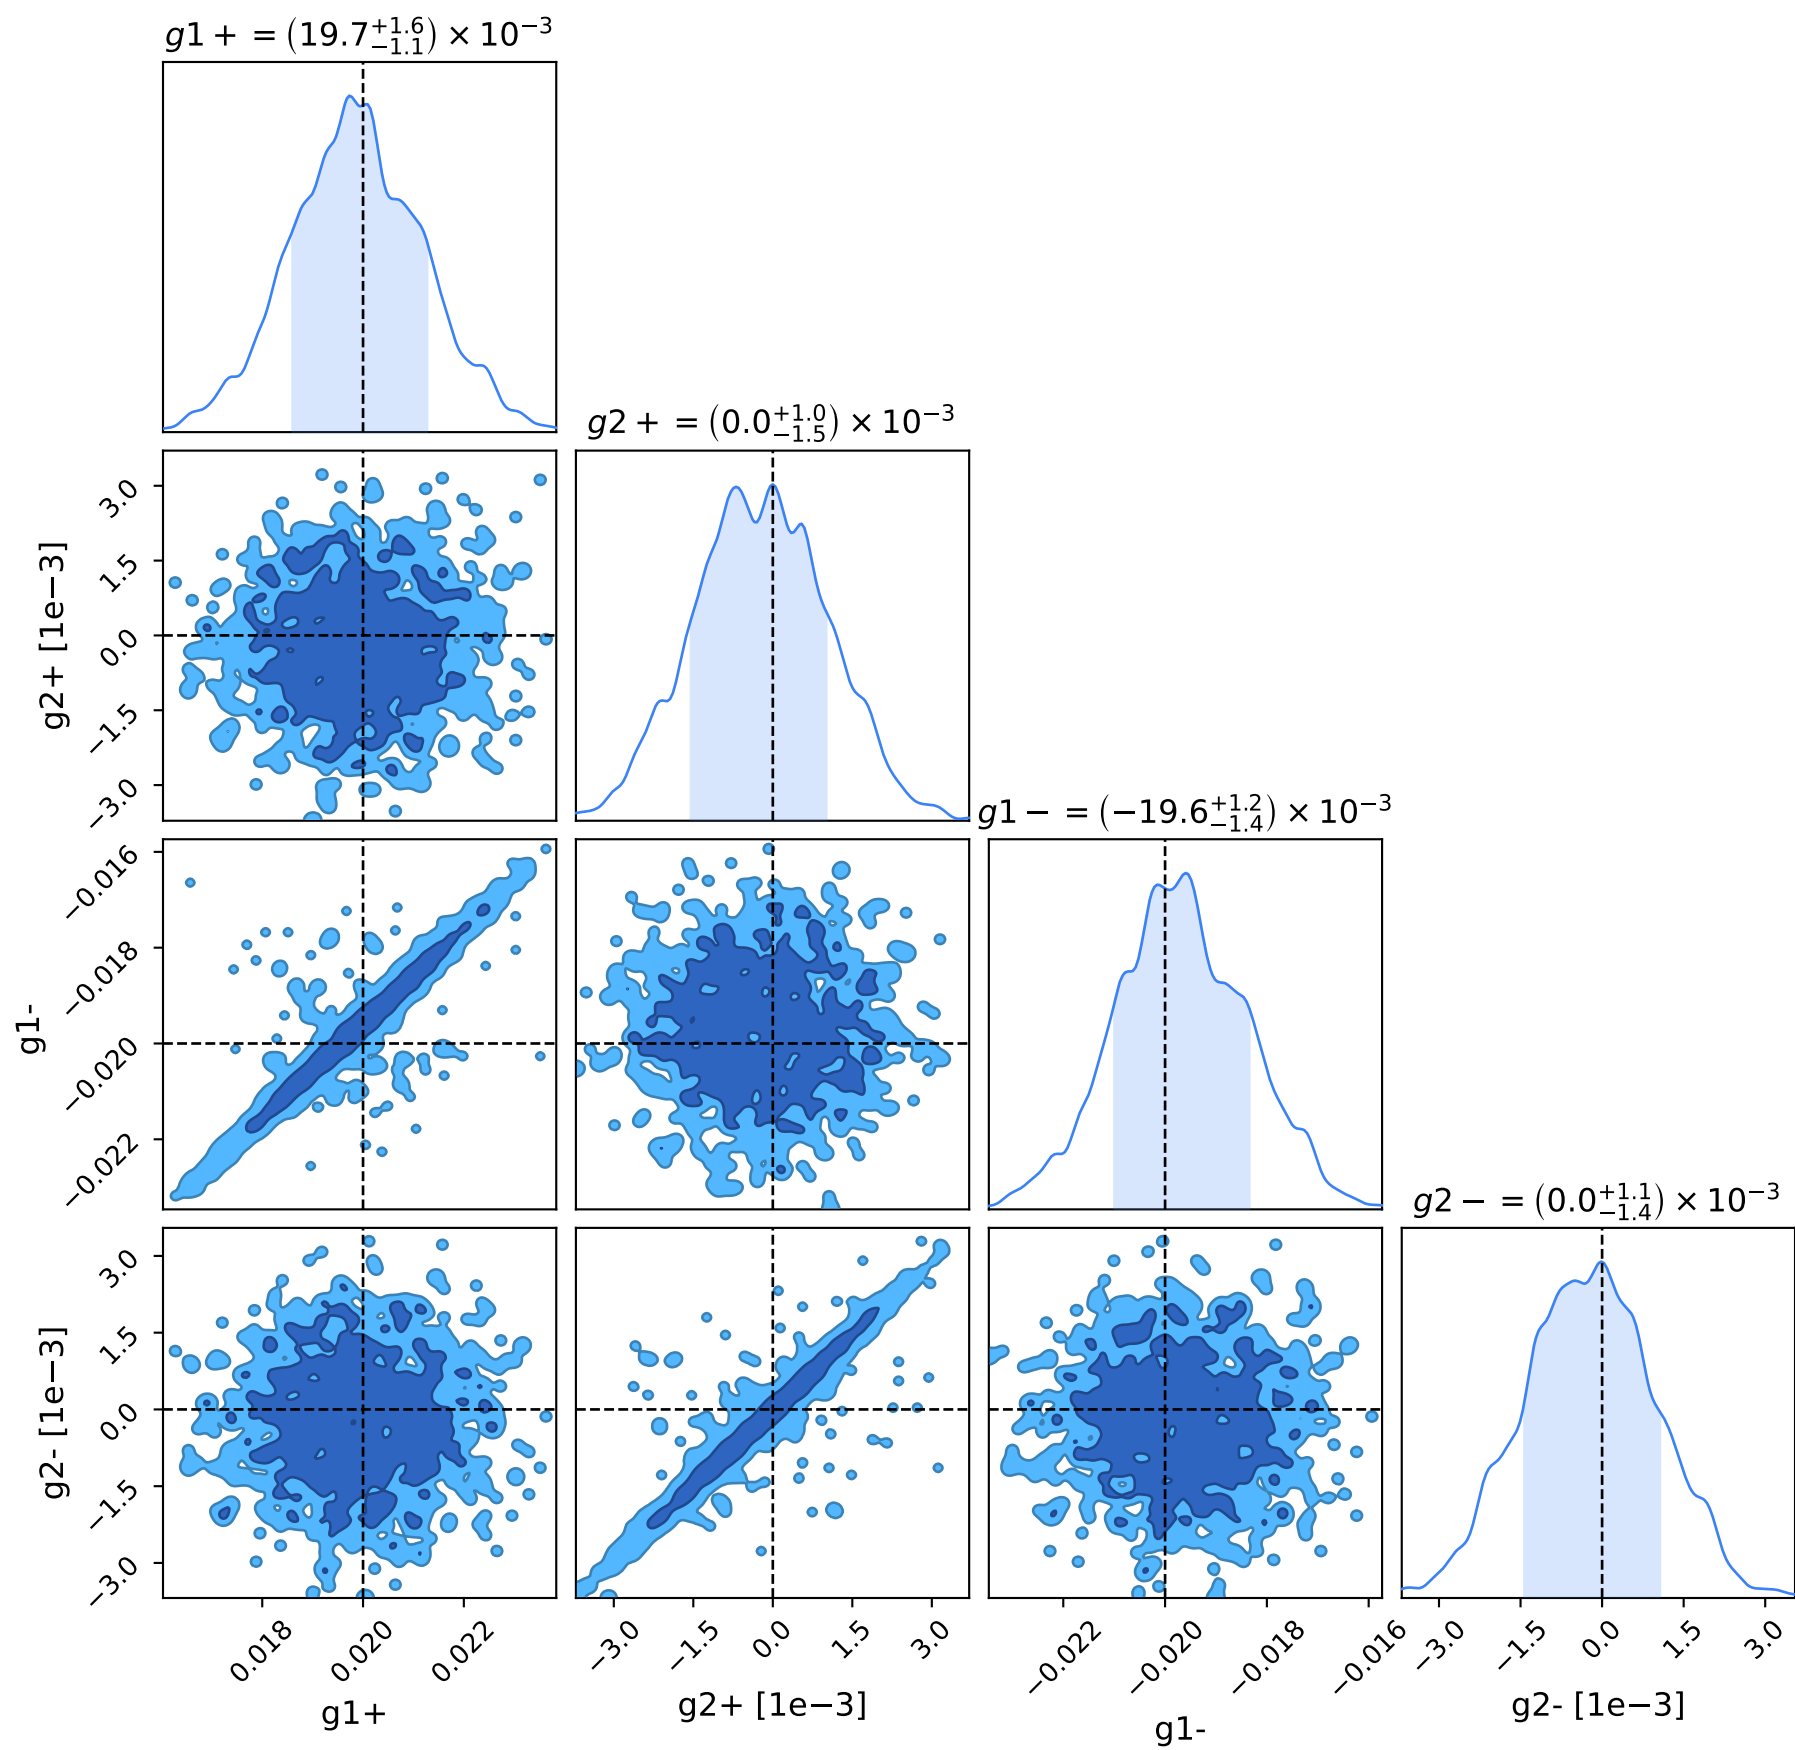 g1+ = (19.7+1.6−1.1) × 10−3
g2+ = (0.0+1.0−1.5) × 10−3
3.0
1.5
0.0
−1.5
−3.0
g2+ [1e−3]
g1− = (−19.6+1.2−1.4) × 10−3
−0.016
−0.018
−0.020
−0.022
g1-
g2− = (0.0+1.1−1.4) × 10−3
3.0
1.5
0.0
−1.5
−3.0
g2- [1e−3]
0.018 0.020 0.022
−3.0 −1.5 0.0 1.5 3.0
−0.022 −0.020 −0.018 −0.016
−3.0 −1.5 0.0 1.5 3.0
g1+
g2+ [1e−3]
g1-
g2- [1e−3]